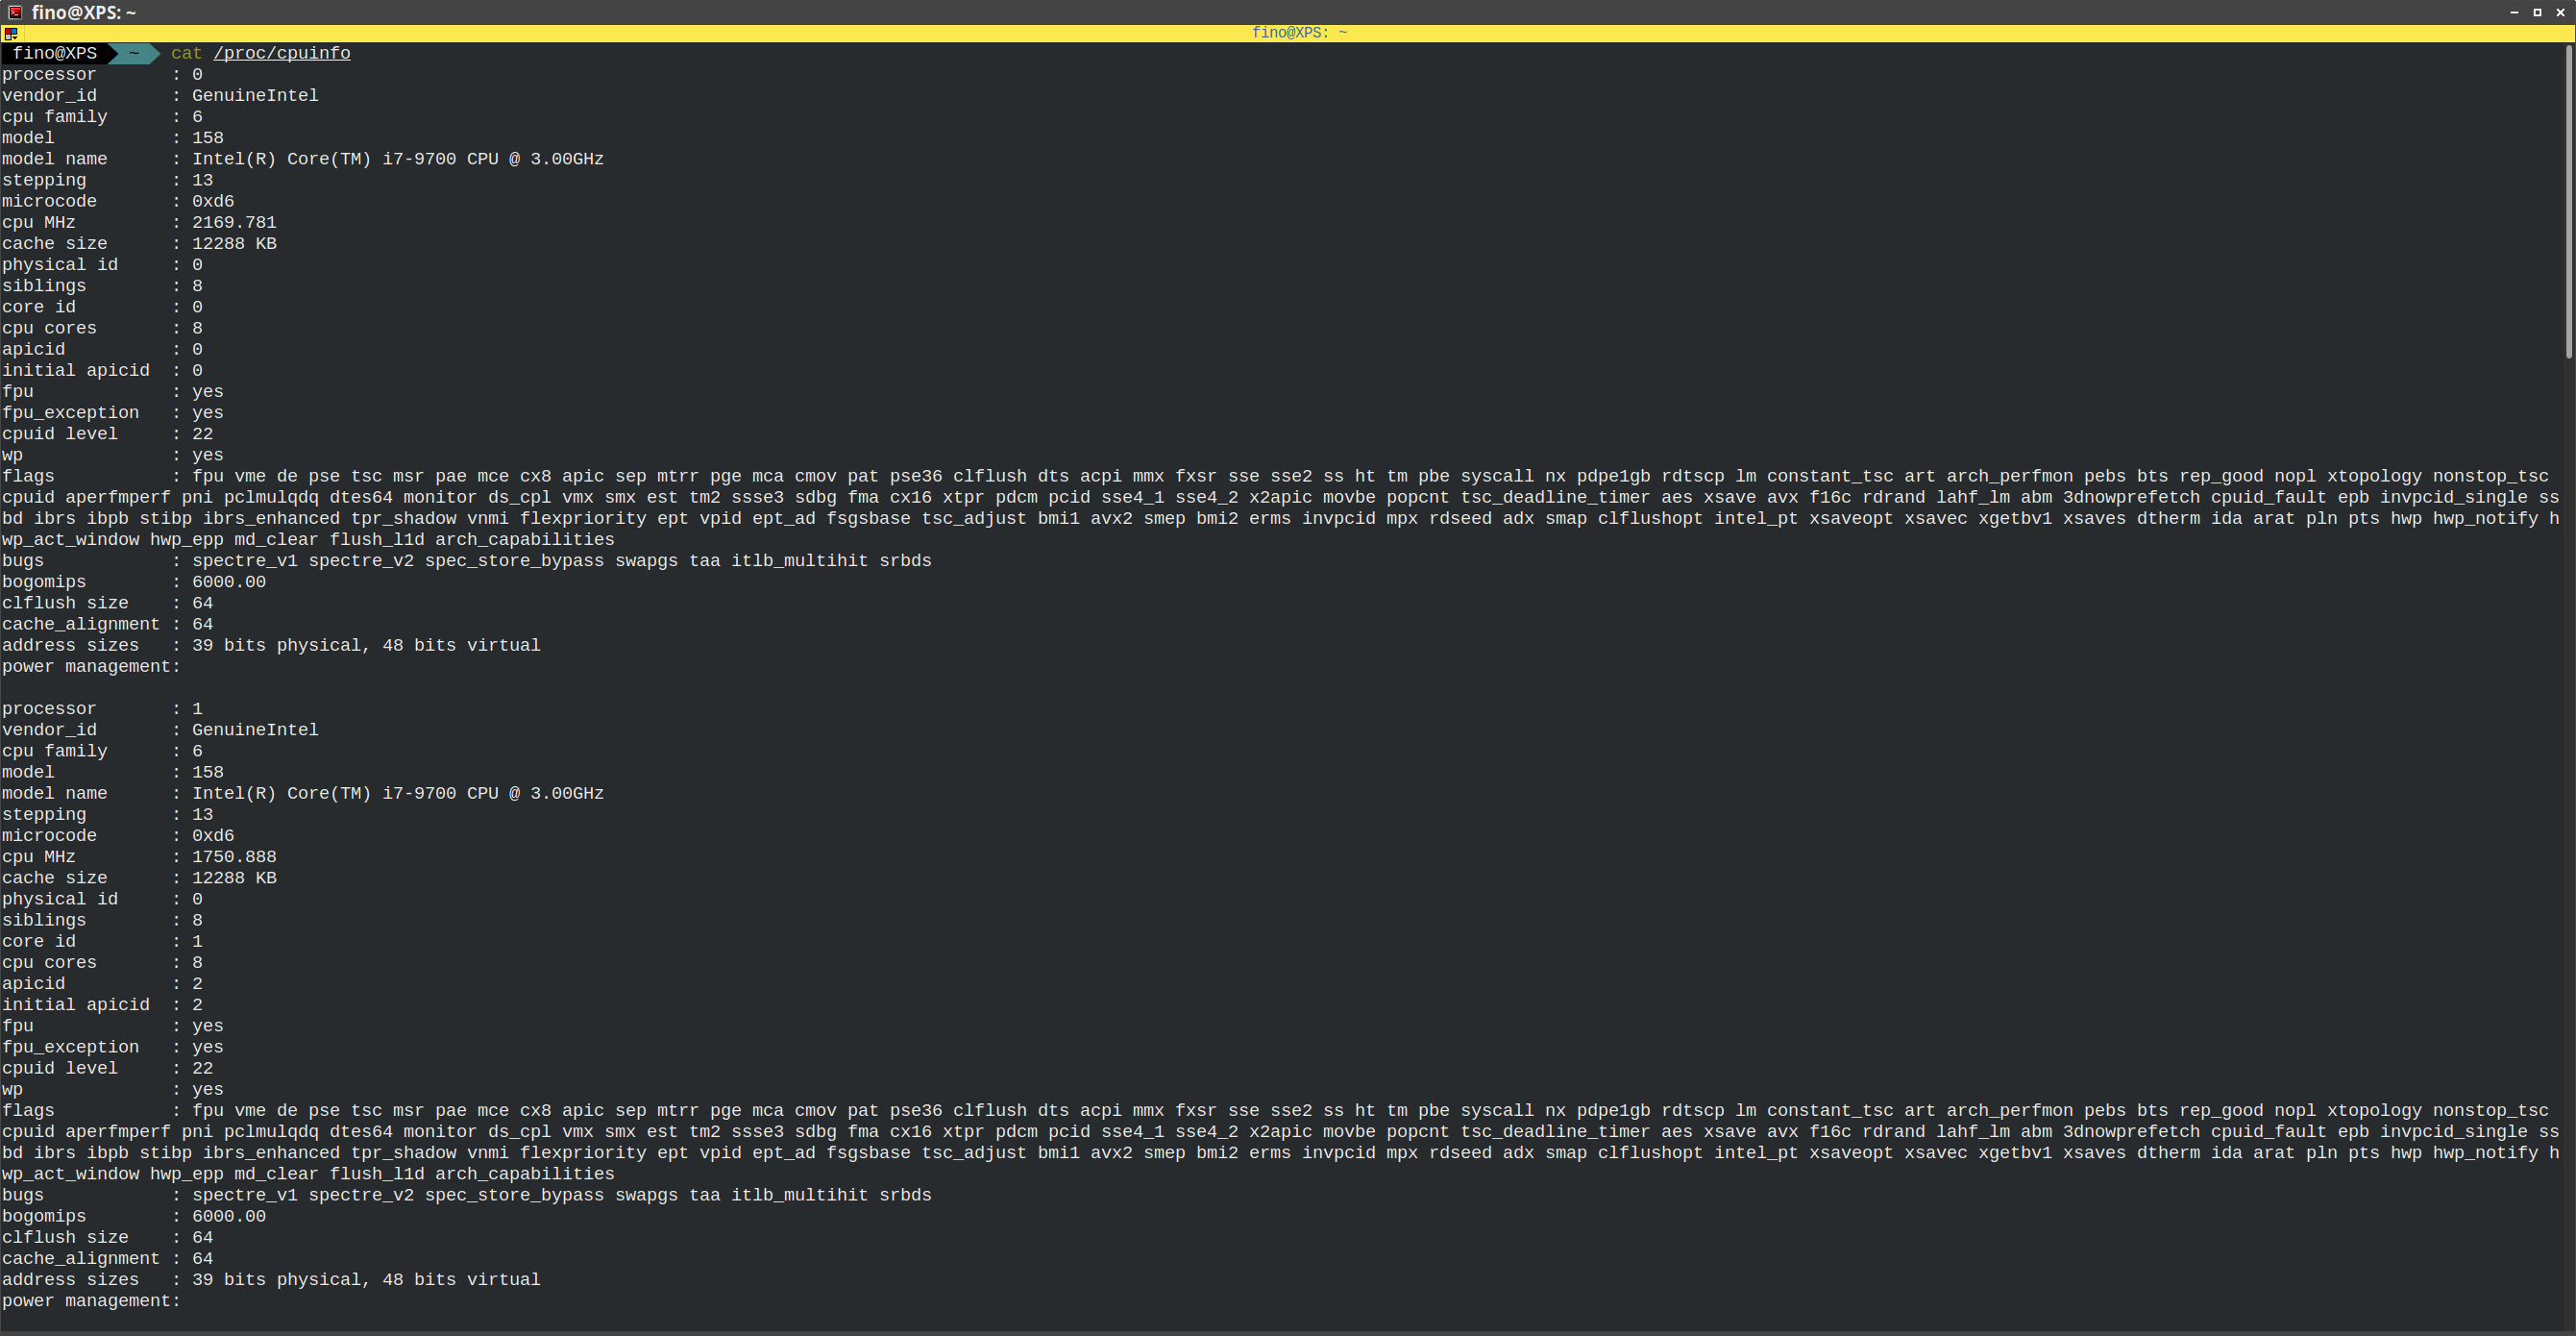 fino@XPS: ~
fino@XPS: ~
fino@XPS ~ cat /proc/cpuinfo
processor : 0
vendor_id : GenuineIntel
cpu family : 6
model : 158
model name : Intel(R) Core(TM) i7-9700 CPU @ 3.00GHz
stepping : 13
microcode : 0xd6
cpu MHz : 2169.781
cache size : 12288 KB
physical id : 0
siblings : 8
core id : 0
cpu cores : 8
apicid : 0
initial apicid : 0
fpu : yes
fpu_exception : yes
cpuid level : 22
wp : yes
flags : fpu vme de pse tsc msr pae mce cx8 apic sep mtrr pge mca cmov pat pse36 clflush dts acpi mmx fxsr sse sse2 ss ht tm pbe syscall nx pdpe1gb rdtscp lm constant_tsc art arch_perfmon pebs bts rep_good nopl xtopology nonstop_tsc
cpuid aperfmperf pni pclmulqdq dtes64 monitor ds_cpl vmx smx est tm2 ssse3 sdbg fma cx16 xtpr pdcm pcid sse4_1 sse4_2 x2apic movbe popcnt tsc_deadline_timer aes xsave avx f16c rdrand lahf_lm abm 3dnowprefetch cpuid_fault epb invpcid_single ss
bd ibrs ibpb stibp ibrs_enhanced tpr_shadow vnmi flexpriority ept vpid ept_ad fsgsbase tsc_adjust bmi1 avx2 smep bmi2 erms invpcid mpx rdseed adx smap clflushopt intel_pt xsaveopt xsavec xgetbv1 xsaves dtherm ida arat pln pts hwp hwp_notify h
wp_act_window hwp_epp md_clear flush_l1d arch_capabilities
bugs : spectre_v1 spectre_v2 spec_store_bypass swapgs taa itlb_multihit srbds
bogomips : 6000.00
clflush size : 64
cache_alignment : 64
address sizes : 39 bits physical, 48 bits virtual
power management:
processor : 1
vendor_id : GenuineIntel
cpu family : 6
model : 158
model name : Intel(R) Core(TM) i7-9700 CPU @ 3.00GHz
stepping : 13
microcode : 0xd6
cpu MHz : 1750.888
cache size : 12288 KB
physical id : 0
siblings : 8
core id : 1
cpu cores : 8
apicid : 2
initial apicid : 2
fpu : yes
fpu_exception : yes
cpuid level : 22
wp : yes
flags : fpu vme de pse tsc msr pae mce cx8 apic sep mtrr pge mca cmov pat pse36 clflush dts acpi mmx fxsr sse sse2 ss ht tm pbe syscall nx pdpe1gb rdtscp lm constant_tsc art arch_perfmon pebs bts rep_good nopl xtopology nonstop_tsc
cpuid aperfmperf pni pclmulqdq dtes64 monitor ds_cpl vmx smx est tm2 ssse3 sdbg fma cx16 xtpr pdcm pcid sse4_1 sse4_2 x2apic movbe popcnt tsc_deadline_timer aes xsave avx f16c rdrand lahf_lm abm 3dnowprefetch cpuid_fault epb invpcid_single ss
bd ibrs ibpb stibp ibrs_enhanced tpr_shadow vnmi flexpriority ept vpid ept_ad fsgsbase tsc_adjust bmi1 avx2 smep bmi2 erms invpcid mpx rdseed adx smap clflushopt intel_pt xsaveopt xsavec xgetbv1 xsaves dtherm ida arat pln pts hwp hwp_notify h
wp_act_window hwp_epp md_clear flush_l1d arch_capabilities
bugs : spectre_v1 spectre_v2 spec_store_bypass swapgs taa itlb_multihit srbds
bogomips : 6000.00
clflush size : 64
cache_alignment : 64
address sizes : 39 bits physical, 48 bits virtual
power management: